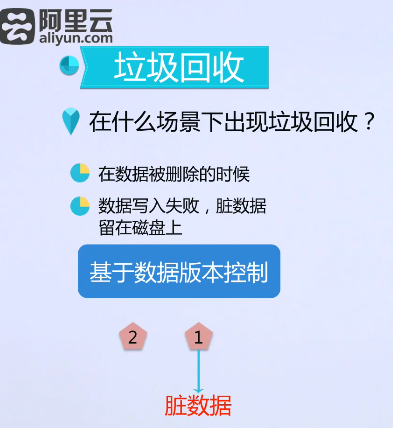 阿里云
aliyun.com
垃圾回收
在什么场景下出现垃圾回收？
在数据被删除的时候
数据写入失败，脏数据
留在磁盘上
基于数据版本控制
2 1
脏数据